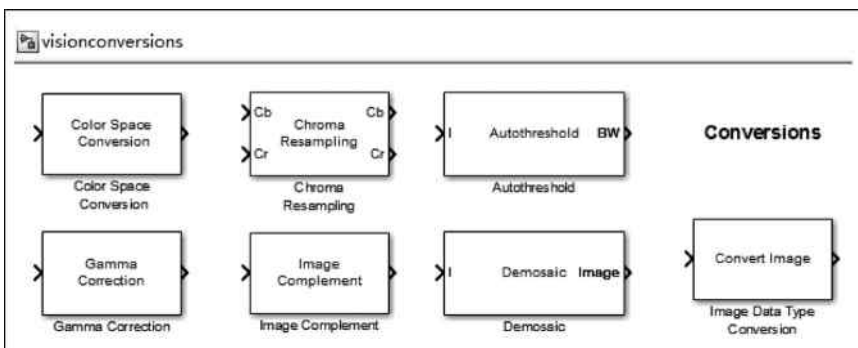 visionconversions
Color Space
Conversion
Color Space
Conversion
Cb
Cr
Chroma
Resampling
Cb
Cr
Chroma
Resampling
I
Autothreshold
BW
Autothreshold
Conversions
Gamma
Correction
Gamma Correction
Image
Complement
Image Complement
I
Demosaic
Image
Demosaic
Convert Image
Image Data Type
Conversion